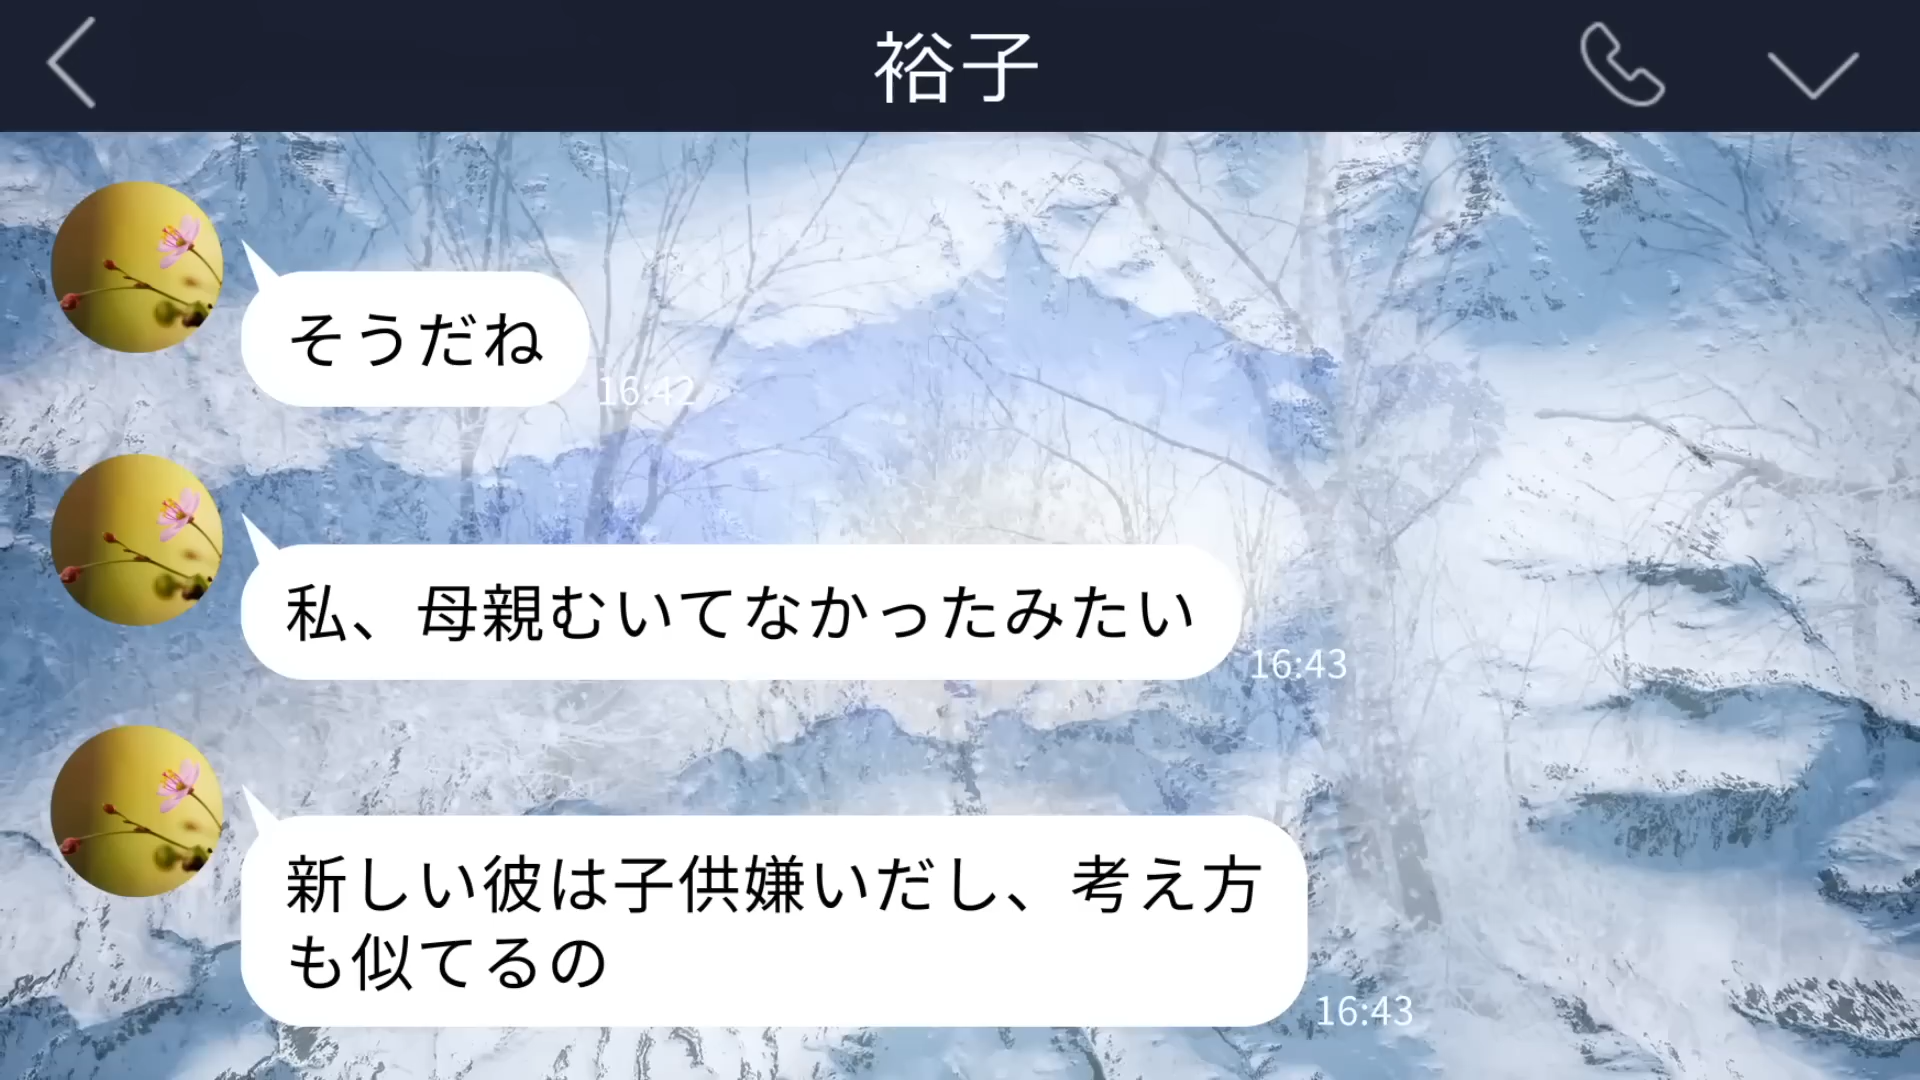 裕子
そうだね
16:42
私、母親むいてなかったみたい
16:43
新しい彼は子供嫌いだし、考え方
も似てるの
16:43